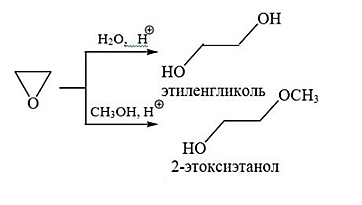 H₂O, H⊕
OH
HO
этиленгликоль
O
CH₃OH, H⊕
OCH₃
HO
2-этоксиэтанол